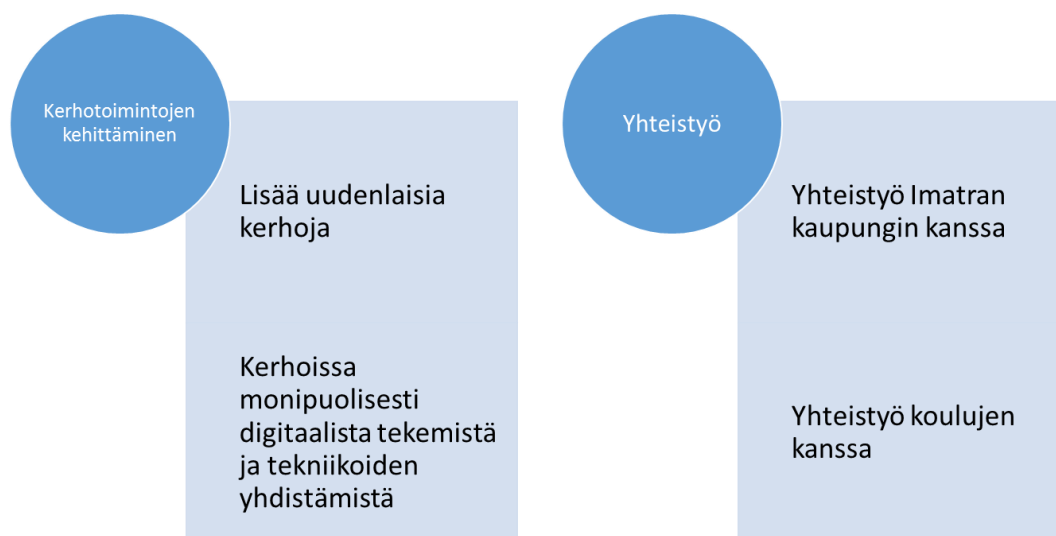 Kerhotoimintojen
kehittäminen
Lisää uudenlaisia
kerhoja
Kerhoissa
monipuolisesti
digitaalista tekemistä
ja tekniikoiden
yhdistämistä
Yhteistyö
Yhteistyö Imatran
kaupungin kanssa
Yhteistyö koulujen
kanssa